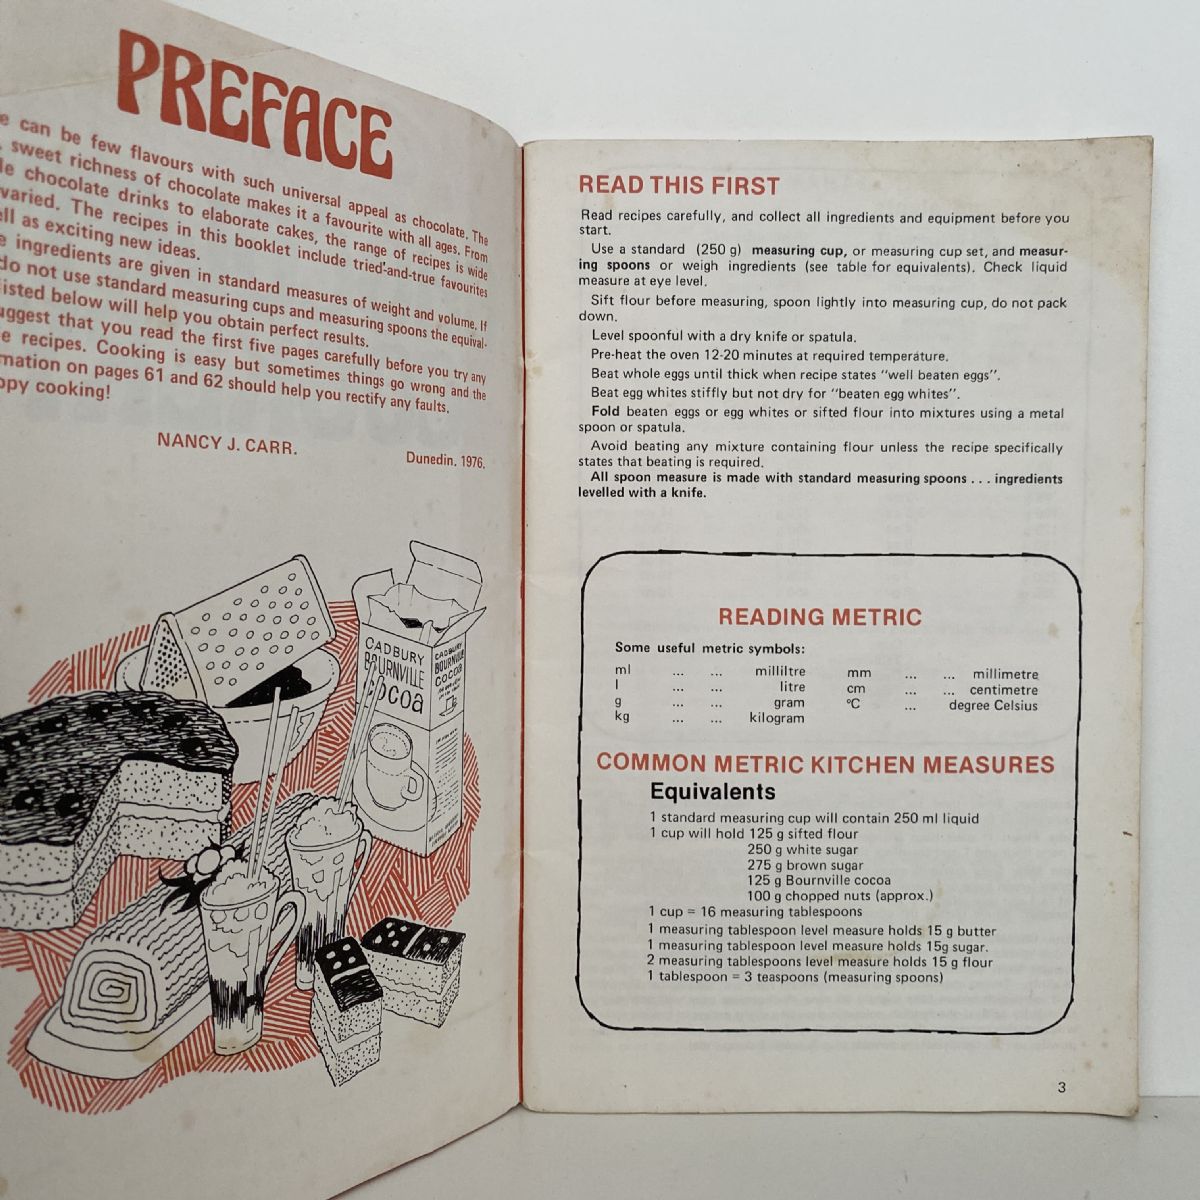 PREFACE
can be few flavours with such universal appeal as chocolate. The
sweet richness of chocolate makes it a favourite with all ages. From
chocolate drinks to elaborate cakes, the range of recipes is wide
varied. The recipes in this booklet include tried-and-true favourites
as exciting new ideas.
ingredients are given in standard measures of weight and volume. If
do not use standard measuring cups and measuring spoons the equival-
listed below will help you obtain perfect results.
that you read the first five pages carefully before you try any
recipes. Cooking is easy but sometimes things go wrong and the
on pages 61 and 62 should help you rectify any faults.
cooking!
NANCY J. CARR.
Dunedin. 1976.
CADBURY
BOURNVILLE
COCOA
CADBURY
BOURNVILLE
COCOA
READ THIS FIRST
Read recipes carefully, and collect all ingredients and equipment before you
start.
Use a standard (250 g) measuring cup, or measuring cup set, and measur-
ing spoons or weigh ingredients (see table for equivalents). Check liquid
measure at eye level.
Sift flour before measuring, spoon lightly into measuring cup, do not pack
down.
Level spoonful with a dry knife or spatula.
Pre-heat the oven 12-20 minutes at required temperature.
Beat whole eggs until thick when recipe states "well beaten eggs".
Beat egg whites stiffly but not dry for "beaten egg whites".
Fold beaten eggs or egg whites or sifted flour into mixtures using a metal
spoon or spatula.
Avoid beating any mixture containing flour unless the recipe specifically
states that beating is required.
All spoon measure is made with standard measuring spoons . . . ingredients
levelled with a knife.
READING METRIC
Some useful metric symbols:
ml ... ... milliltre mm ... ... millimetre
l ... ... litre cm ... ... centimetre
g ... ... gram °C ... degree Celsius
kg ... ... kilogram
COMMON METRIC KITCHEN MEASURES
Equivalents
1 standard measuring cup will contain 250 ml liquid
1 cup will hold 125 g sifted flour
250 g white sugar
275 g brown sugar
125 g Bournville cocoa
100 g chopped nuts (approx.)
1 cup = 16 measuring tablespoons
1 measuring tablespoon level measure holds 15 g butter
1 measuring tablespoon level measure holds 15g sugar.
2 measuring tablespoons level measure holds 15 g flour
1 tablespoon = 3 teaspoons (measuring spoons)
3